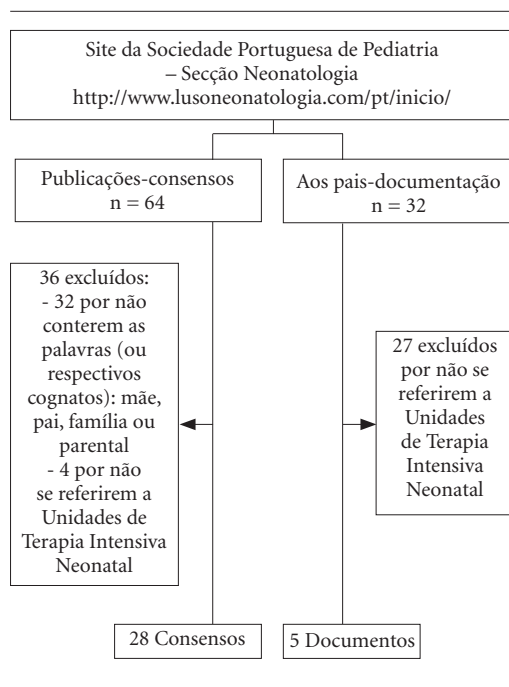 Site da Sociedade Portuguesa de Pediatria
– Secção Neonatologia
http://www.lusoneonatologia.com/pt/inicio/
Publicações-consensos
n = 64
Aos pais-documentação
n = 32
36 excluídos:
- 32 por não
conterem as
palavras (ou
respectivos
cognatos): mãe,
pai, família ou
parental
- 4 por não
se referirem a
Unidades de
Terapia Intensiva
Neonatal
27 excluídos
por não se
referirem a
Unidades
de Terapia
Intensiva
Neonatal
28 Consensos
5 Documentos